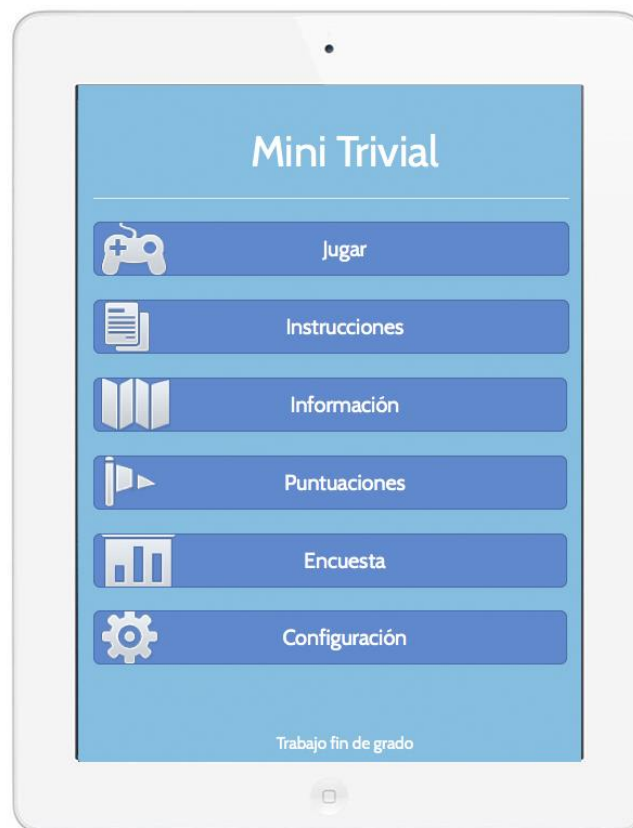 Mini Trivial
Jugar
Instrucciones
Información
Puntuaciones
Encuesta
Configuración
Trabajo fin de grado